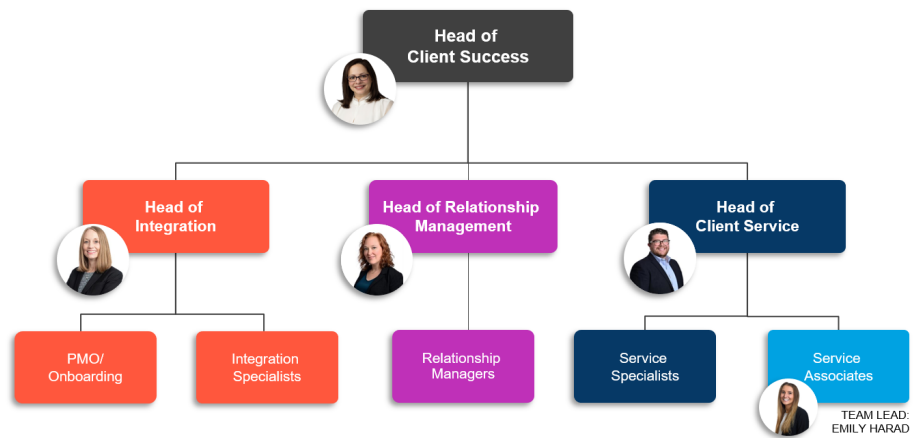 Head of
Client Success
Head of
Integration
Head of Relationship
Management
Head of
Client Service
PMO/
Onboarding
Integration
Specialists
Relationship
Managers
Service
Specialists
Service
Associates
TEAM LEAD:
EMILY HARAD